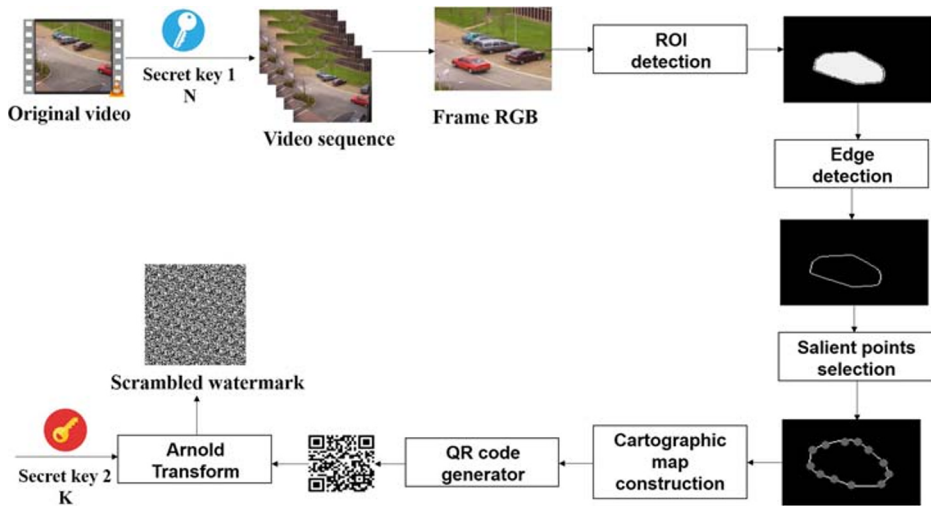 Secret key 1
N
Original video
Video sequence
Frame RGB
ROI
detection
Edge
detection
Salient points
selection
Cartographic
map
construction
QR code
generator
Arnold
Transform
Scrambled watermark
Secret key 2
K